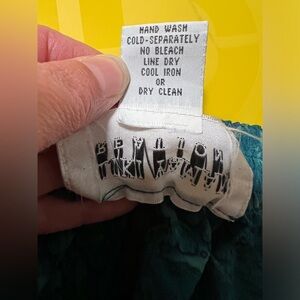 HAND WASH
COLD-SEPARATELY
NO BLEACH
LINE DRY
COOL IRON
OR
DRY CLEAN